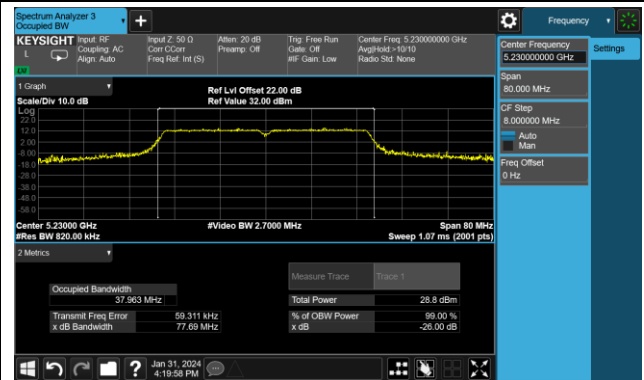 Spectrum Analyzer 3
Occupied BW
Frequency
KEYSIGHT
Input: RF
Coupling: AC
Align: Auto
Input Z: 50 Ω
Corr CCorr
Freq Ref: Int (S)
Atten: 20 dB
Preamp: Off
Trig: Free Run
Gate: Off
#IF Gain: Low
Center Freq: 5.230000000 GHz
Avg|Hold:>10/10
Radio Std: None
L
Center Frequency
5.230000000 GHz
Settings
Span
80.000 MHz
CF Step
8.000000 MHz
Auto
Man
Freq Offset
0 Hz
1 Graph
Scale/Div 10.0 dB
Ref Lvl Offset 22.00 dB
Ref Value 32.00 dBm
Log
22.0
12.0
2.00
-8.00
-18.0
-28.0
-38.0
-48.0
-58.0
Center 5.23000 GHz
#Res BW 820.00 kHz
#Video BW 2.7000 MHz
Span 80 MHz
Sweep 1.07 ms (2001 pts)
2 Metrics
Measure Trace
Trace 1
Occupied Bandwidth
37.963 MHz
Total Power
28.8 dBm
Transmit Freq Error
59.311 kHz
% of OBW Power
99.00 %
x dB Bandwidth
77.69 MHz
x dB
-26.00 dB
?
Jan 31, 2024
4:19:58 PM